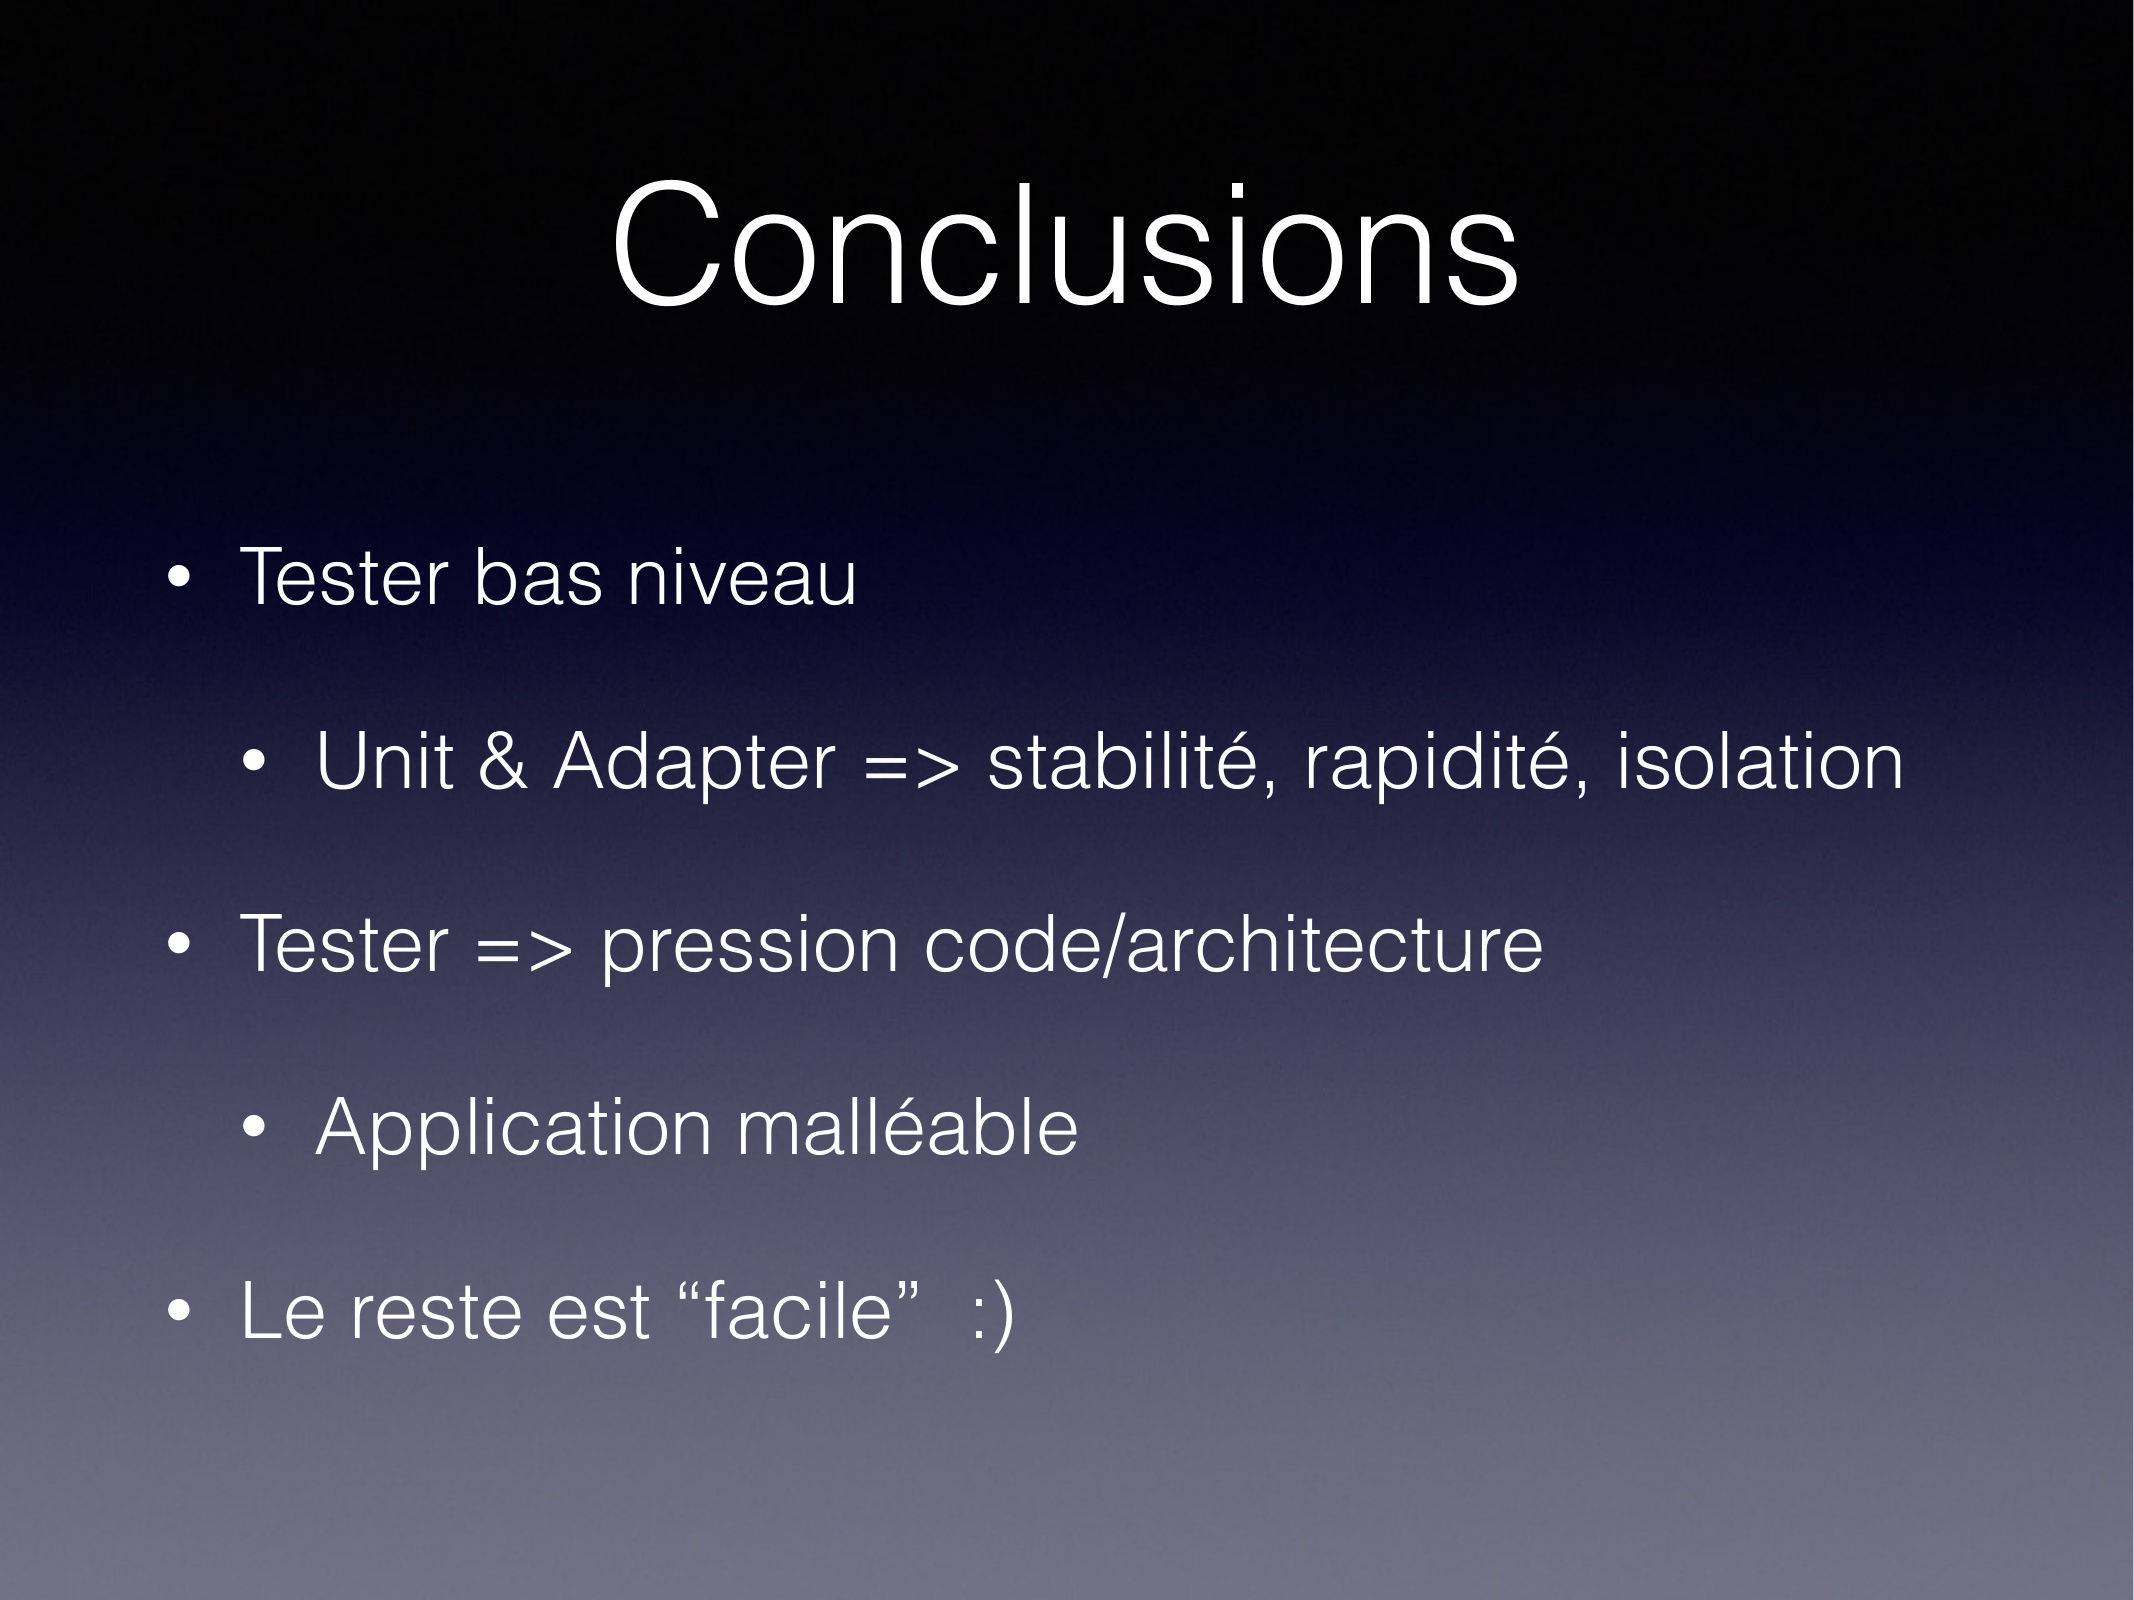 Conclusions
• Tester bas niveau
• Unit & Adapter => stabilité, rapidité, isolation
• Tester => pression code/architecture
• Application malléable
• Le reste est “facile”  :)